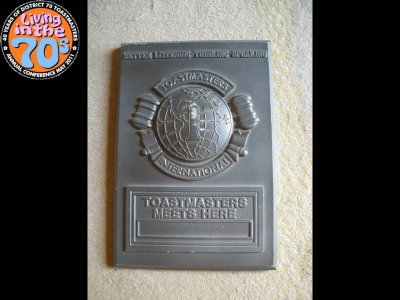 40 YEARS OF DISTRICT 70 TOASTMASTERS
Living
in the
70s
ANNUAL CONFERENCE MAY 2011
BETTER LISTENING-THINKING-SPEAKING
TOASTMASTERS
INTERNATIONAL
TOASTMASTERS
MEETS HERE